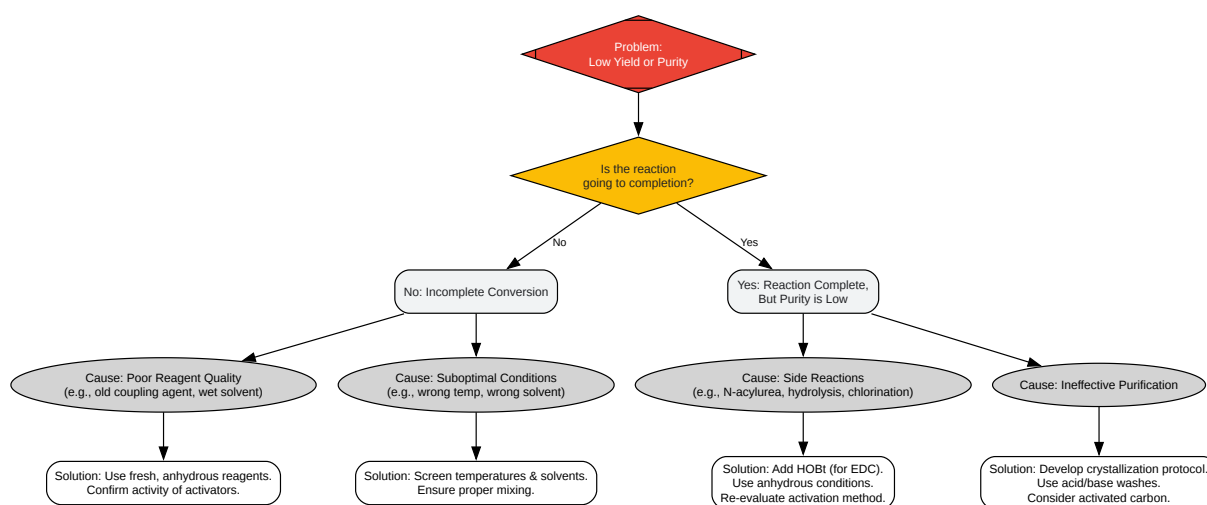 Problem:
Low Yield or Purity
Is the reaction
going to completion?
No
Yes
No: Incomplete Conversion
Yes: Reaction Complete,
But Purity is Low
Cause: Poor Reagent Quality
(e.g., old coupling agent, wet solvent)
Cause: Suboptimal Conditions
(e.g., wrong temp, wrong solvent)
Cause: Side Reactions
(e.g., N-acylurea, hydrolysis, chlorination)
Cause: Ineffective Purification
Solution: Use fresh, anhydrous reagents.
Confirm activity of activators.
Solution: Screen temperatures & solvents.
Ensure proper mixing.
Solution: Add HOBt (for EDC).
Use anhydrous conditions.
Re-evaluate activation method.
Solution: Develop crystallization protocol.
Use acid/base washes.
Consider activated carbon.